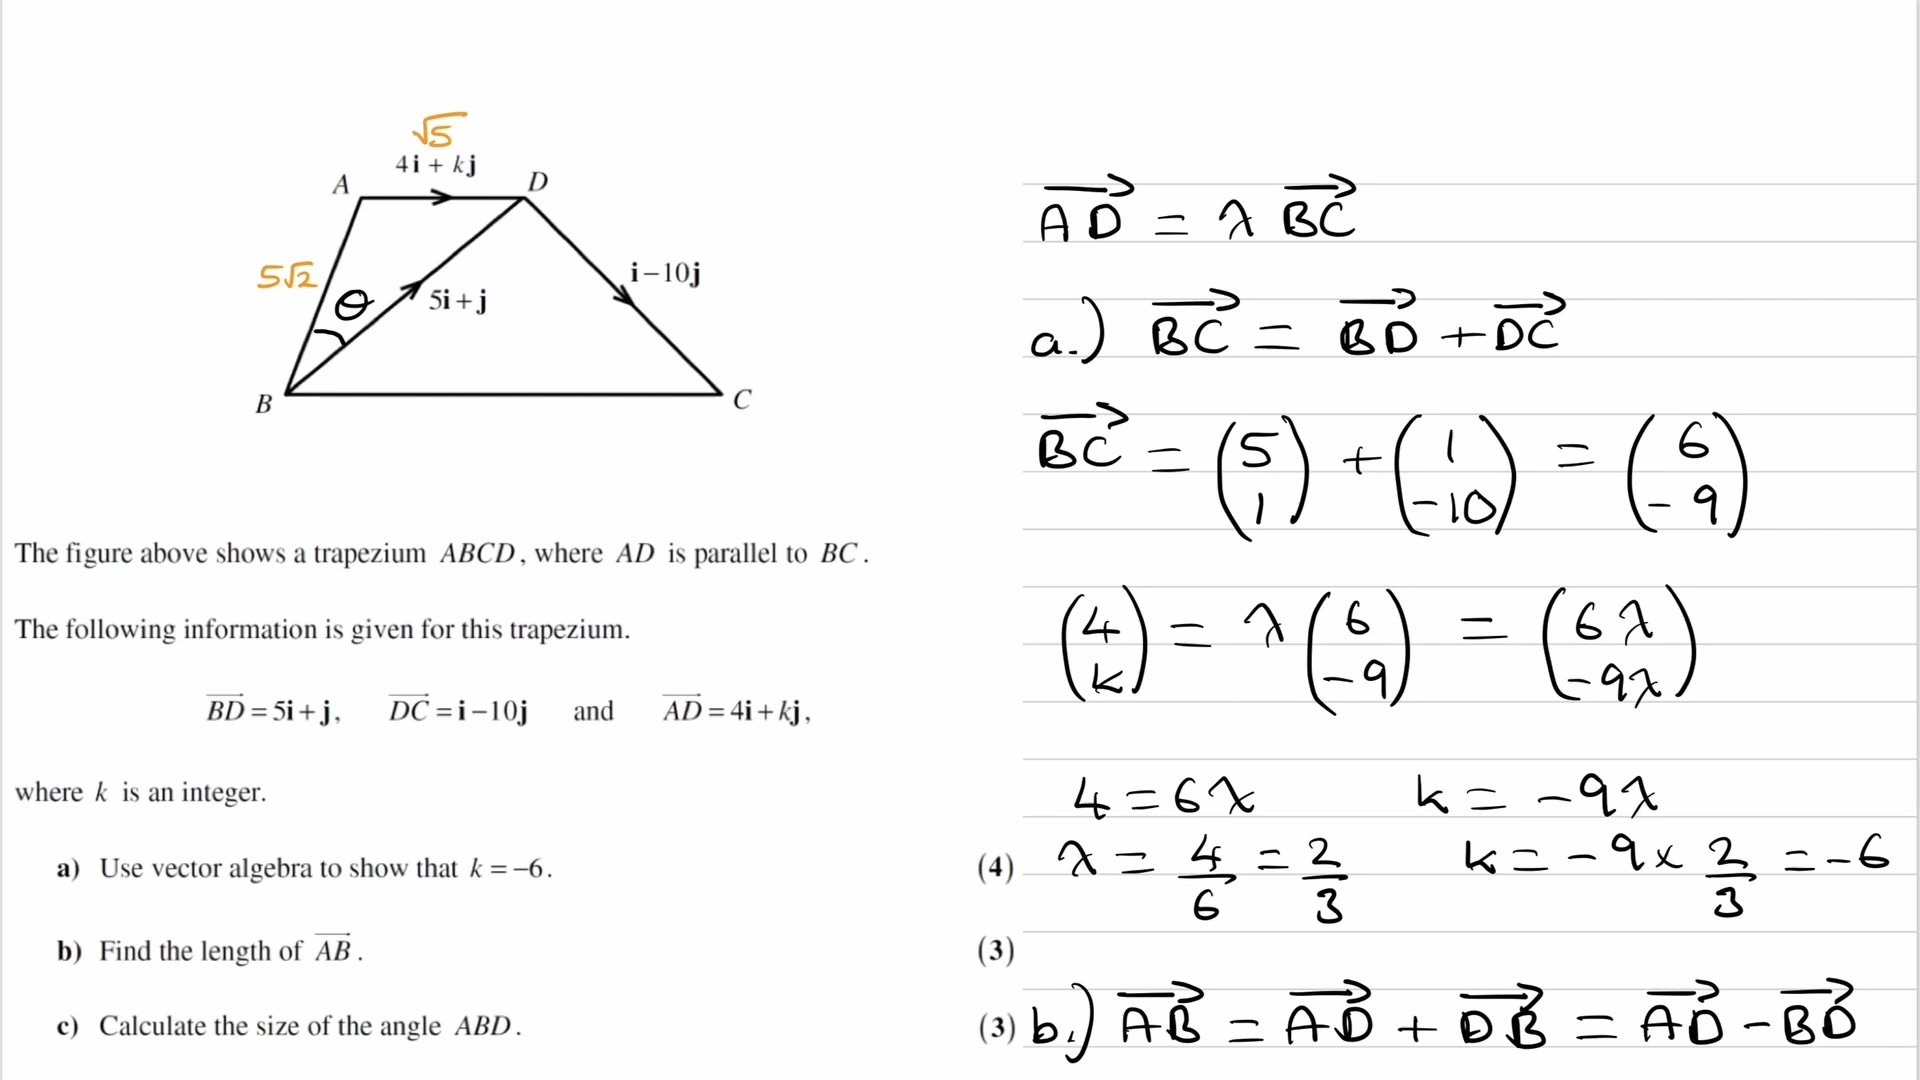 √5
4i + kj
A
D
5√2
θ
5i + j
i − 10j
B
C
The figure above shows a trapezium ABCD, where AD is parallel to BC.
The following information is given for this trapezium.
BD = 5i + j, DC = i − 10j and AD = 4i + kj,
where k is an integer.
a) Use vector algebra to show that k = −6. (4)
b) Find the length of AB. (3)
c) Calculate the size of the angle ABD. (3)
AD = λ BC
a.) BC = BD + DC
BC = (5 1) + (1 −10) = (6 −9)
(4 k) = λ (6 −9) = (6λ −9λ)
4 = 6λ k = −9λ
λ = 4/6 = 2/3 k = −9 × 2/3 = −6
b.) AB = AD + DB = AD − BD